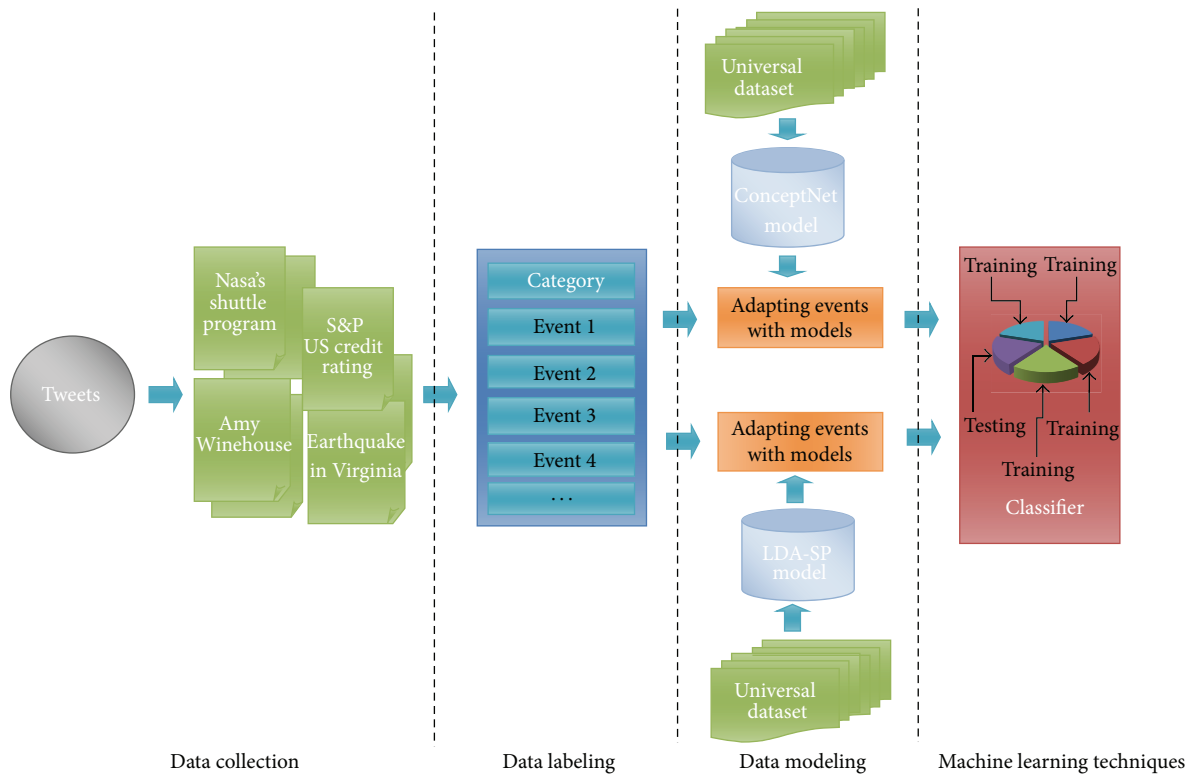 Tweets
Nasa's
shuttle
program
S&P
US credit
rating
Amy
Winehouse
Earthquake
in Virginia
Data collection
Category
Event 1
Event 2
Event 3
Event 4
...
Data labeling
Universal
dataset
ConceptNet
model
Adapting events
with models
Adapting events
with models
LDA-SP
model
Universal
dataset
Data modeling
Training
Training
Testing
Training
Training
Classifier
Machine learning techniques